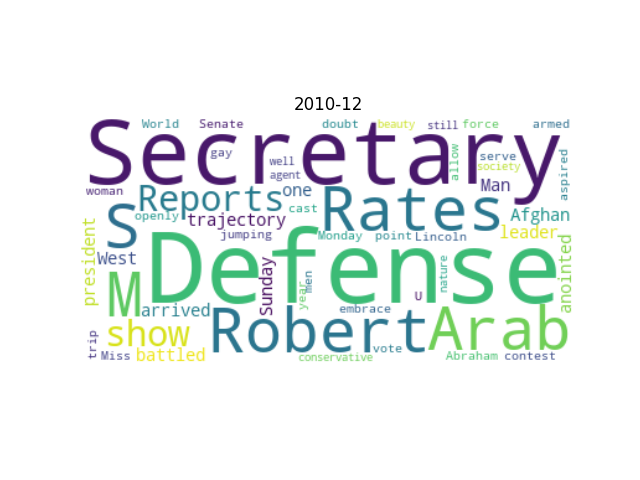 2010-12
World Senate doubt beauty still force armed
Secretary
gay well agent allow serve society aspired
woman Reports one Rates Man Afghan
S openly trajectory cast leader
West jumping Monday point Lincoln
president Defense anointed
M Sunday year men U nature
arrived embrace
show Robert Arab
trip Miss battled conservative vote Abraham contest